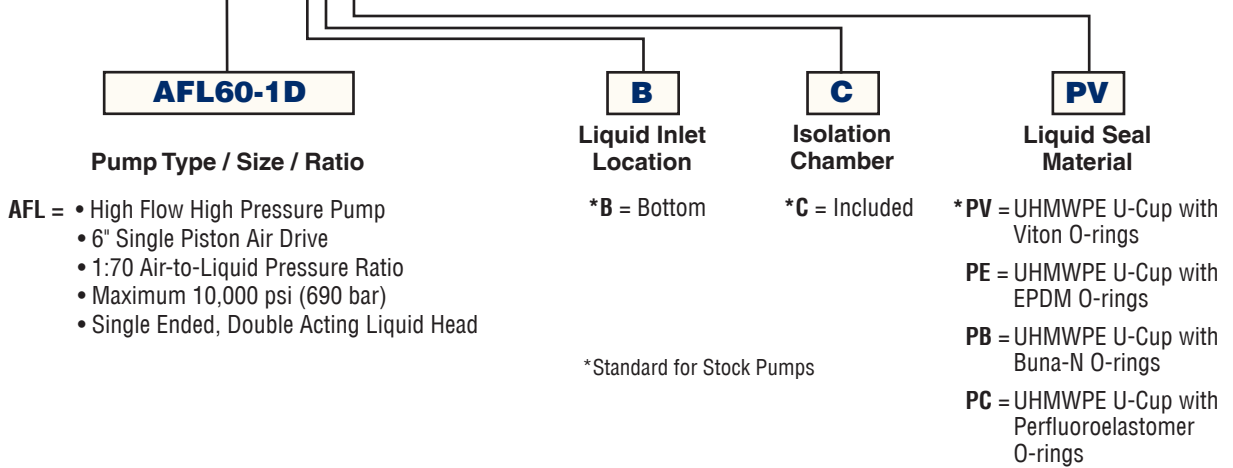 AFL60-1D
B
C
PV
Pump Type / Size / Ratio
Liquid Inlet
Location
Isolation
Chamber
Liquid Seal
Material
AFL = • High Flow High Pressure Pump
• 6" Single Piston Air Drive
• 1:70 Air-to-Liquid Pressure Ratio
• Maximum 10,000 psi (690 bar)
• Single Ended, Double Acting Liquid Head
*B = Bottom
*C = Included
*PV = UHMWPE U-Cup with
Viton O-rings
PE = UHMWPE U-Cup with
EPDM O-rings
PB = UHMWPE U-Cup with
Buna-N O-rings
PC = UHMWPE U-Cup with
Perfluoroelastomer
O-rings
*Standard for Stock Pumps